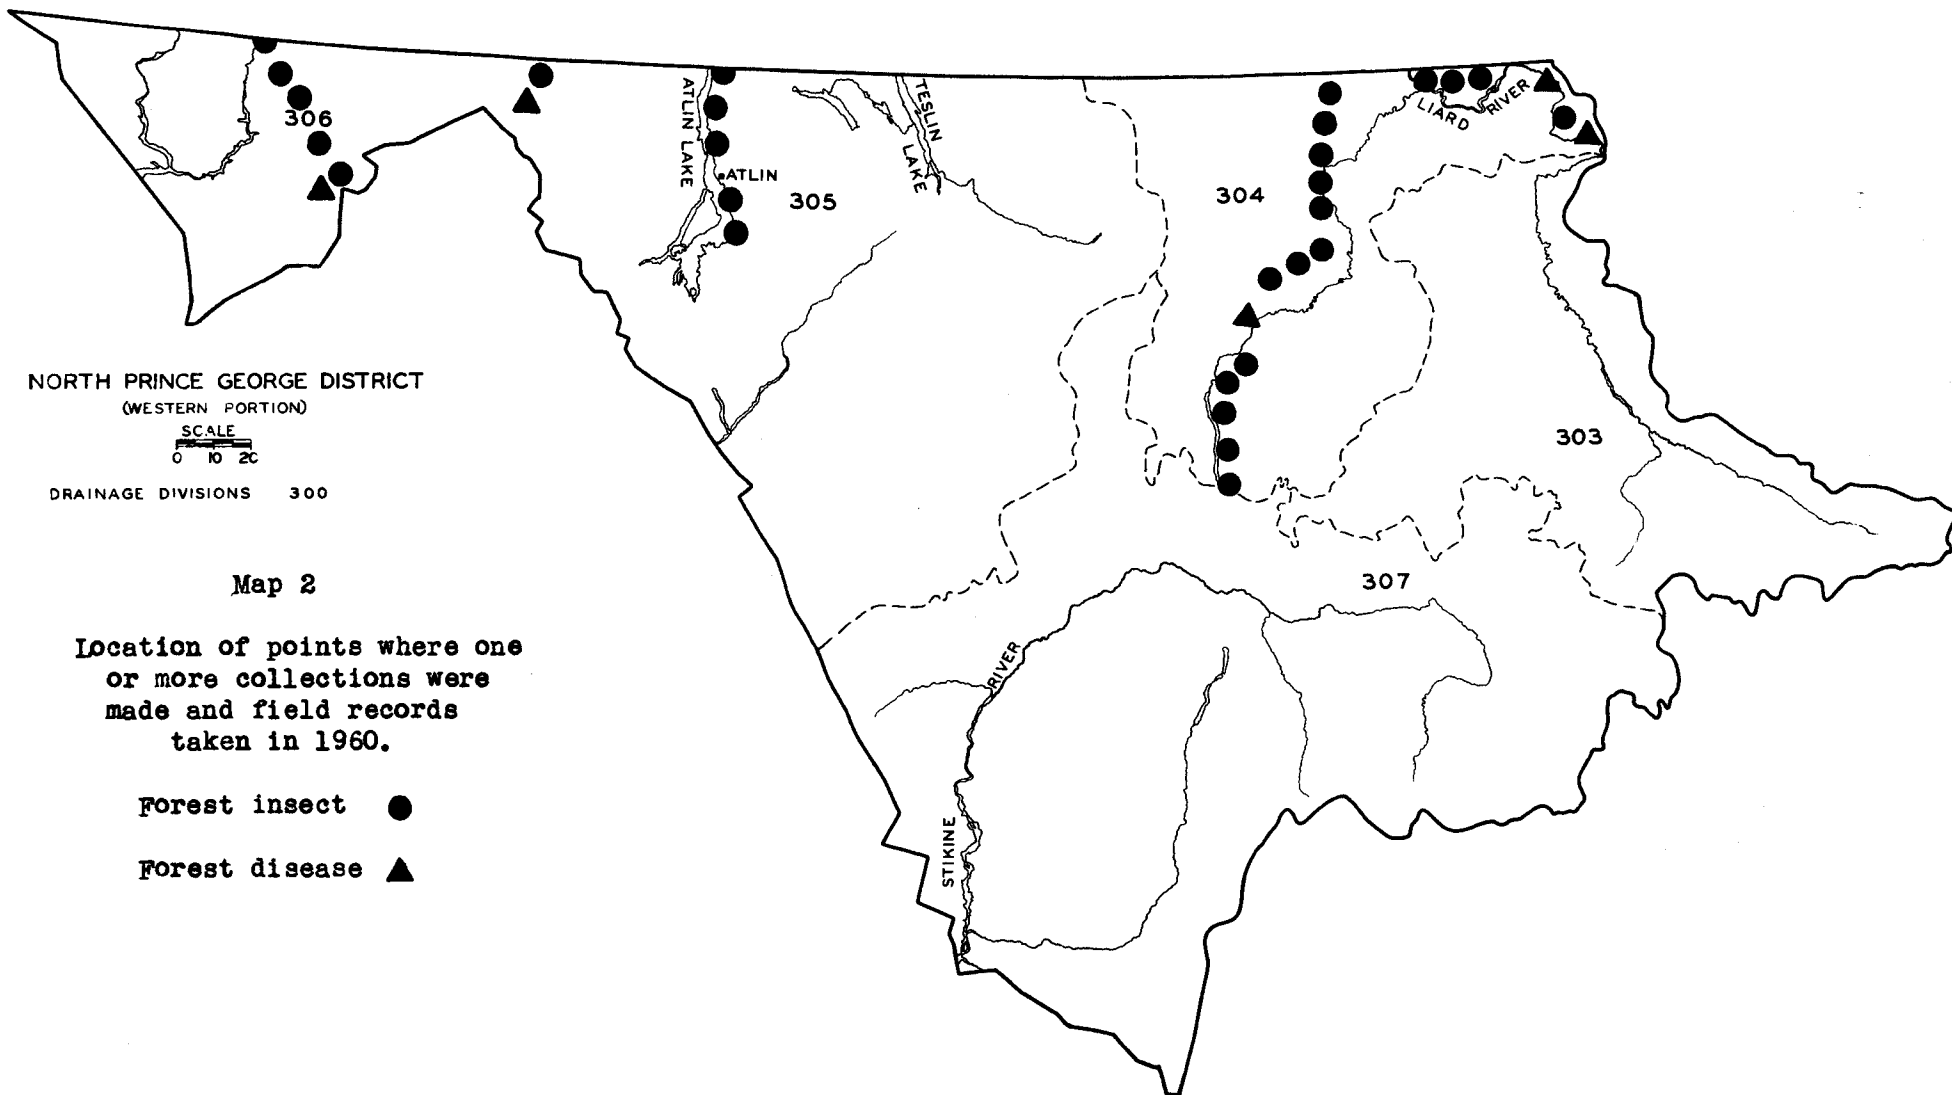 306
ATLIN LAKE
ATLIN
305
TESLIN
LAKE
304
LIARD RIVER
303
307
RIVER
STIKINE
NORTH PRINCE GEORGE DISTRICT
(WESTERN PORTION)
SCALE
0 10 20
DRAINAGE DIVISIONS 300
Map 2
Location of points where one
or more collections were
made and field records
taken in 1960.
Forest insect
Forest disease